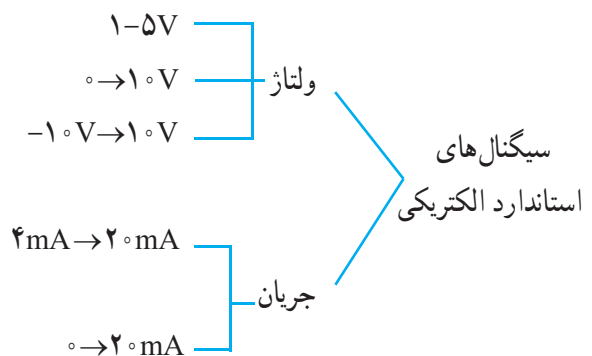 سیگنال‌های
استاندارد الکتریکی
ولتاژ
۱–۵V
۰→۱۰V
–۱۰V→۱۰V
جریان
۴mA→۲۰mA
۰→۲۰mA